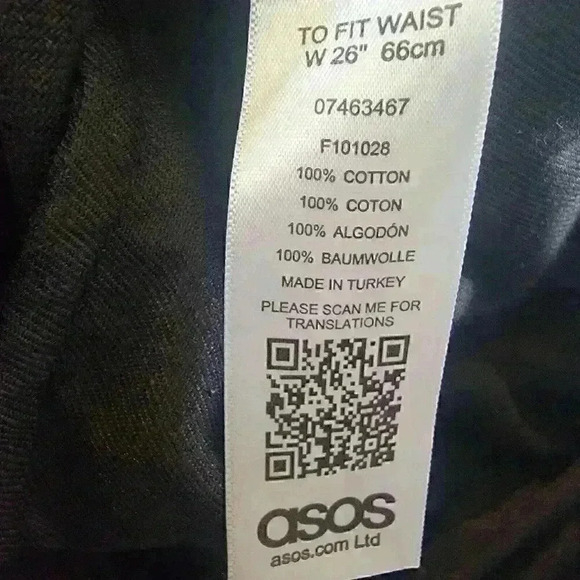 TO FIT WAIST
W 26" 66cm
07463467
F101028
100% COTTON
100% COTON
100% ALGODÓN
100% BAUMWOLLE
MADE IN TURKEY
PLEASE SCAN ME FOR
TRANSLATIONS
asos
asos.com Ltd